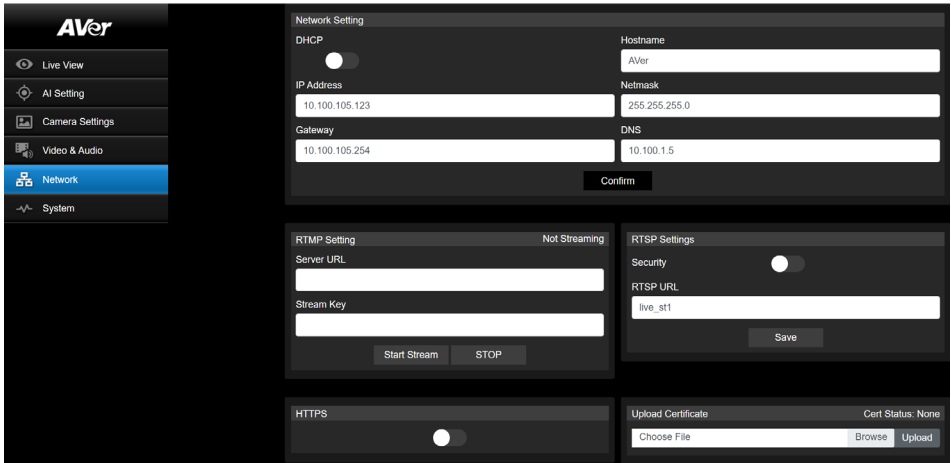 AVer
Live View
AI Setting
Camera Settings
Video & Audio
Network
System
Network Setting
DHCP
Hostname
AVer
IP Address
Netmask
10.100.105.123
255.255.255.0
Gateway
DNS
10.100.105.254
10.100.1.5
Confirm
RTMP Setting
Not Streaming
Server URL
Stream Key
Start Stream
STOP
RTSP Settings
Security
RTSP URL
live_st1
Save
HTTPS
Upload Certificate
Cert Status: None
Choose File
Browse
Upload